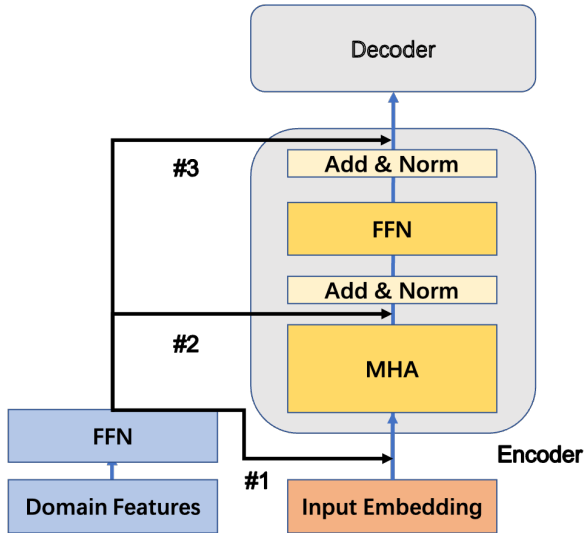 Decoder
Add & Norm
#3
FFN
Add & Norm
#2
MHA
FFN
Encoder
#1
Domain Features
Input Embedding